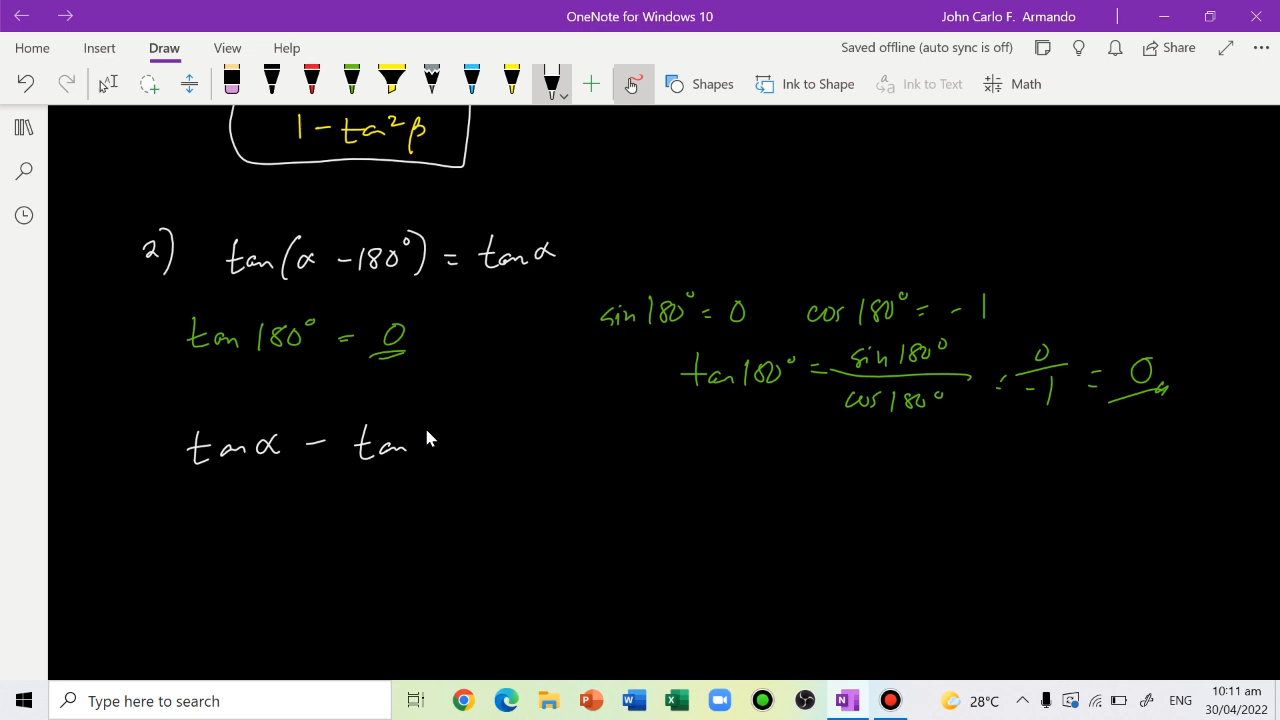 OneNote for Windows 10
John Carlo F. Armando
Home Insert Draw View Help
Saved offline (auto sync is off)
Share
Shapes
Ink to Shape
Ink to Text
Math
1 - tan²β
2) tan(α - 180°) = tanα
sin 180° = 0 cos 180° = -1
tan 180° = 0
tan 180° = sin 180° / cos 180° = 0 / -1 = 0
tanα - tan
Type here to search
28°C
ENG
10:11 am
30/04/2022